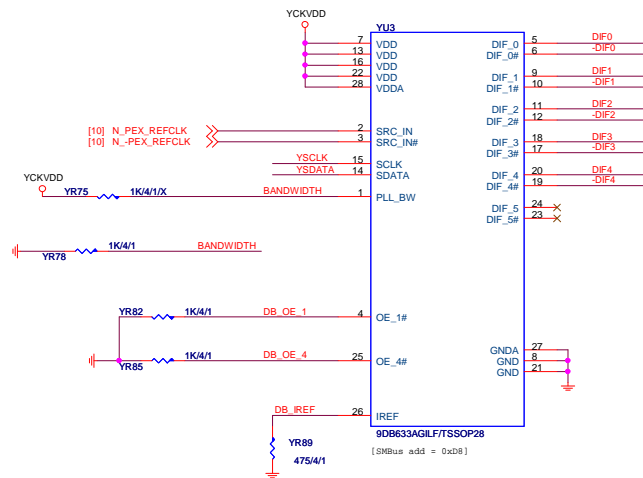 YCKVDD
YU3
7 VDD DIF_0 5 DIF0
13 VDD DIF_0# 6 -DIF0
16 VDD
22 VDD DIF_1 9 DIF1
28 VDDA DIF_1# 10 -DIF1
DIF_2 11 DIF2
DIF_2# 12 -DIF2
[10] N_PEX_REFCLK 2 SRC_IN
[10] N_-PEX_REFCLK 3 SRC_IN#
DIF_3 18 DIF3
DIF_3# 17 -DIF3
YSCLK 15 SCLK
YSDATA 14 SDATA
DIF_4 20 DIF4
DIF_4# 19 -DIF4
YCKVDD
YR75 1K/4/1/X BANDWIDTH 1 PLL_BW
DIF_5 24
DIF_5# 23
YR78 1K/4/1 BANDWIDTH
YR82 1K/4/1 DB_OE_1 4 OE_1#
YR85 1K/4/1 DB_OE_4 25 OE_4#
GNDA 27
GND 8
GND 21
DB_IREF 26 IREF
YR89
475/4/1
9DB633AGILF/TSSOP28
[SMBus add = 0xD8]